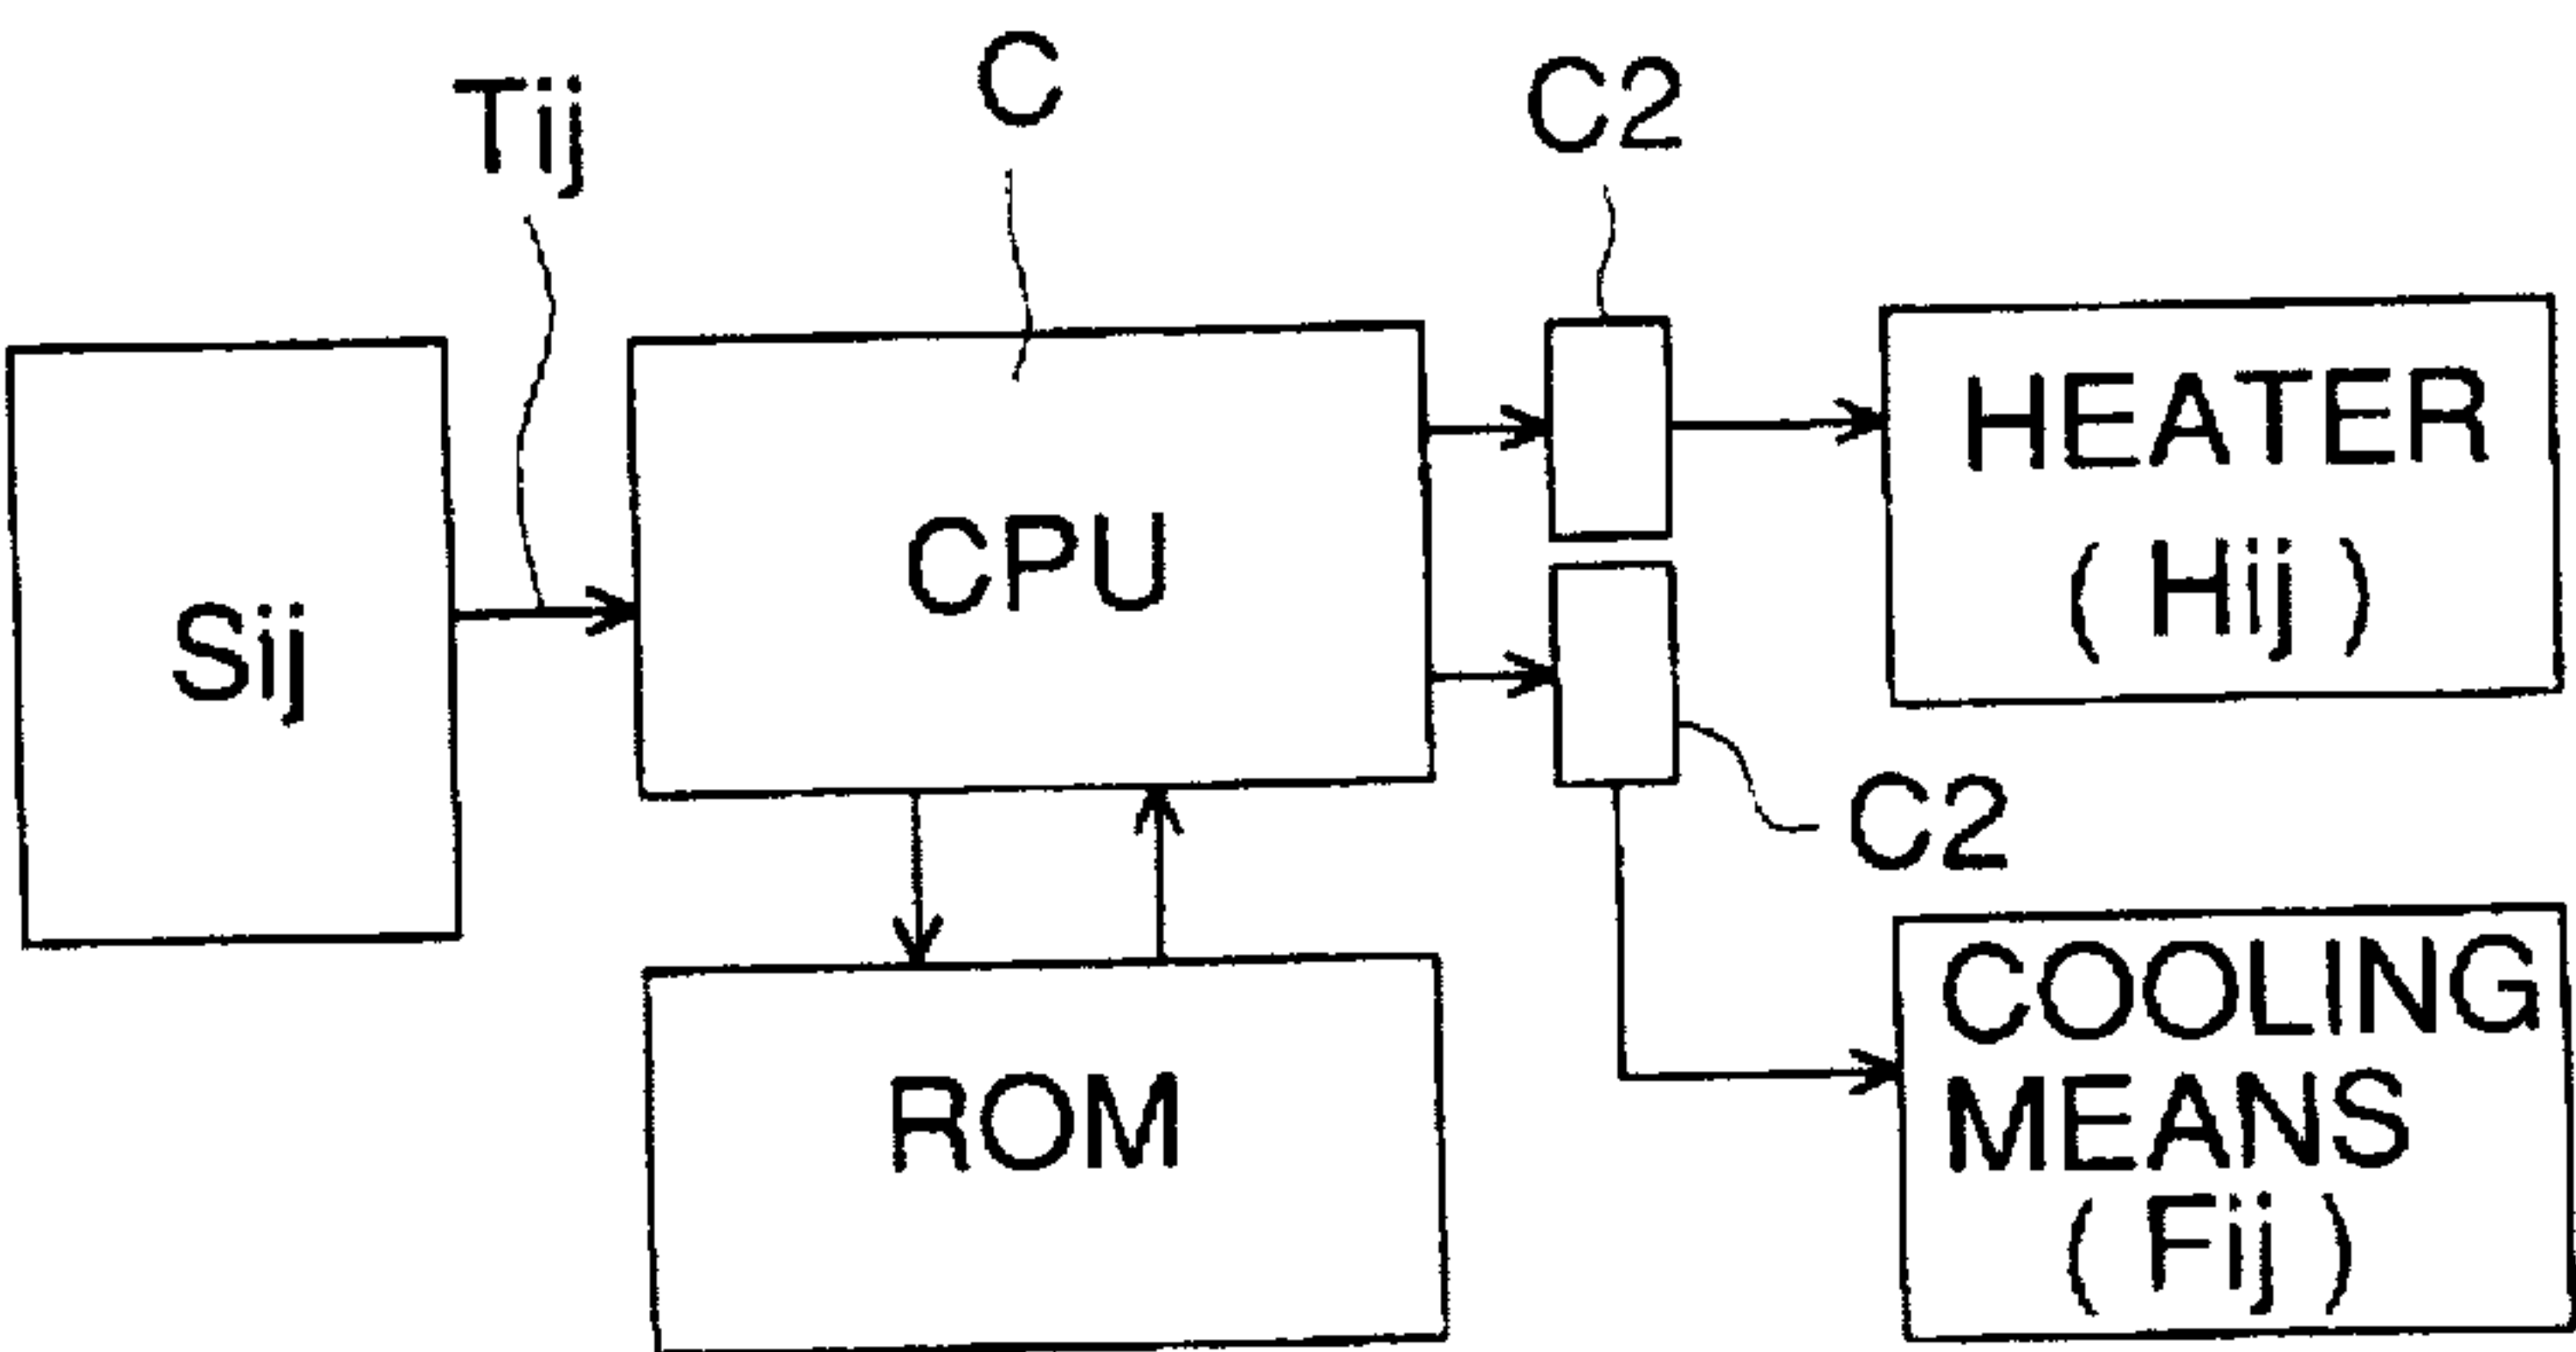 Tij
C
C2
Sij
CPU
HEATER
( Hij )
C2
ROM
COOLING
MEANS
( Fij )